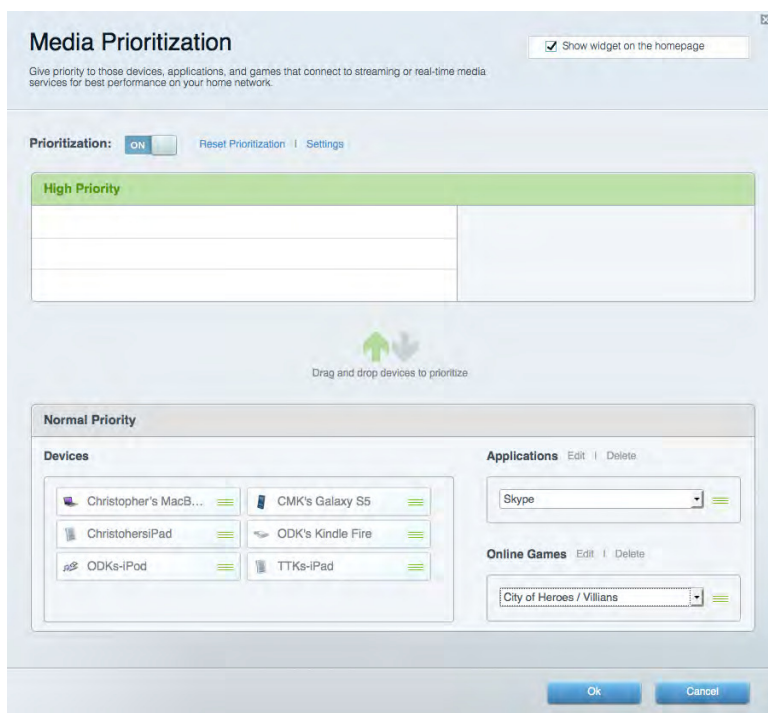 Media Prioritization
Show widget on the homepage
Give priority to those devices, applications, and games that connect to streaming or real-time media
services for best performance on your home network.
Prioritization: ON Reset Prioritization | Settings
High Priority
Drag and drop devices to prioritize
Normal Priority
Devices
Christopher's MacB...
CMK's Galaxy S5
ChristohersiPad
ODK's Kindle Fire
ODKs-iPod
TTKs-iPad
Applications Edit | Delete
Skype
Online Games Edit | Delete
City of Heroes / Villians
Ok
Cancel